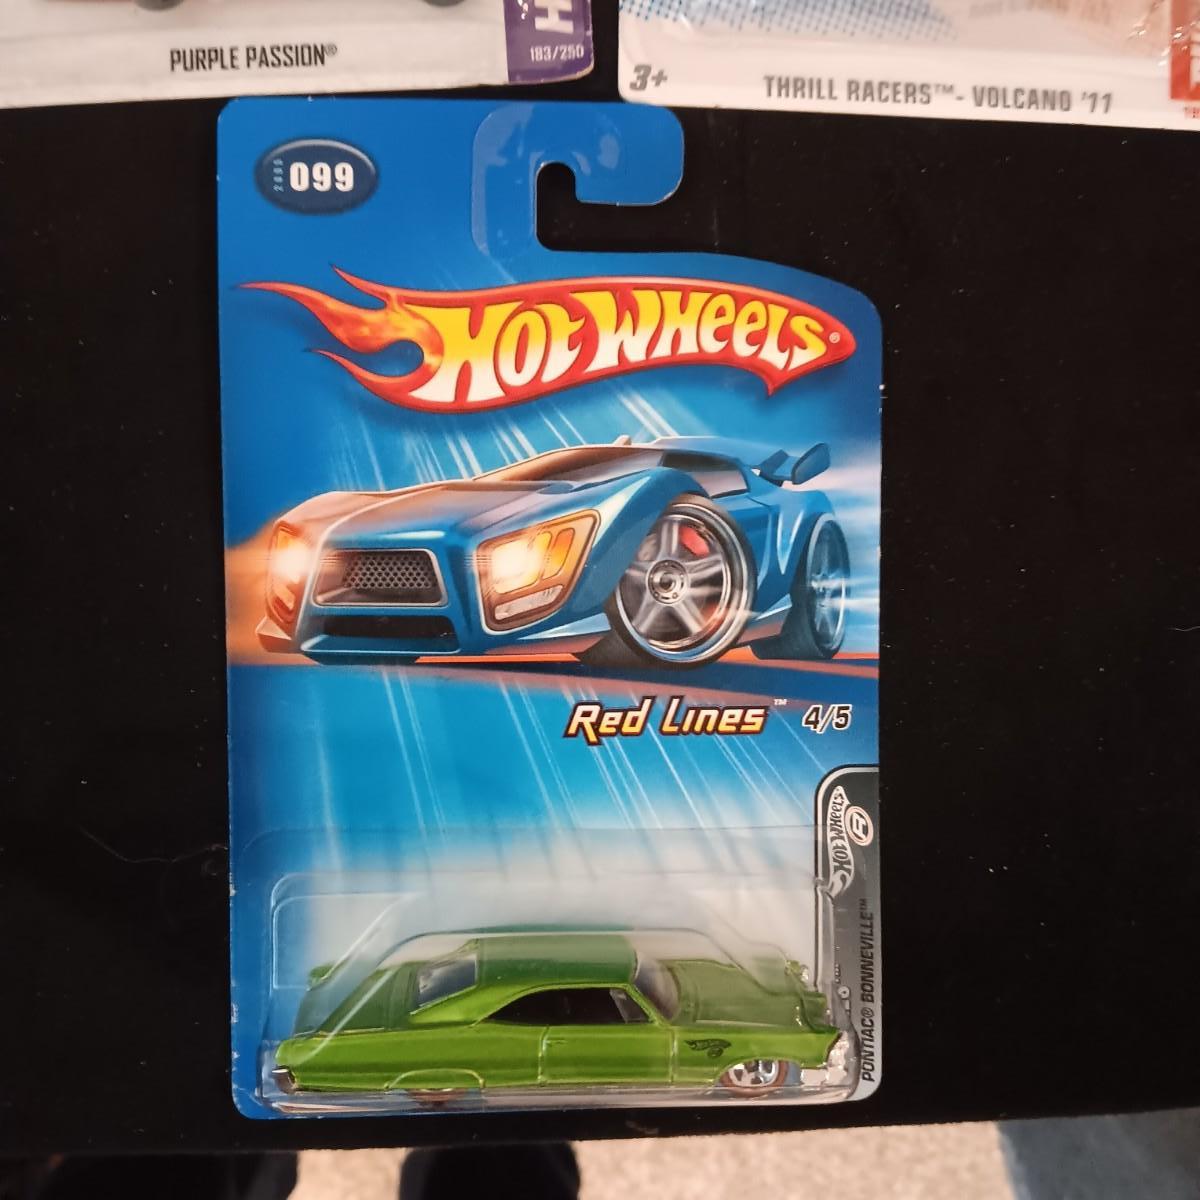 PURPLE PASSION®
183/250
3+
THRILL RACERS™ - VOLCANO '11
099
HOT WHEELS®
Red Lines™ 4/5
HOT WHEELS
PONTIAC® BONNEVILLE™